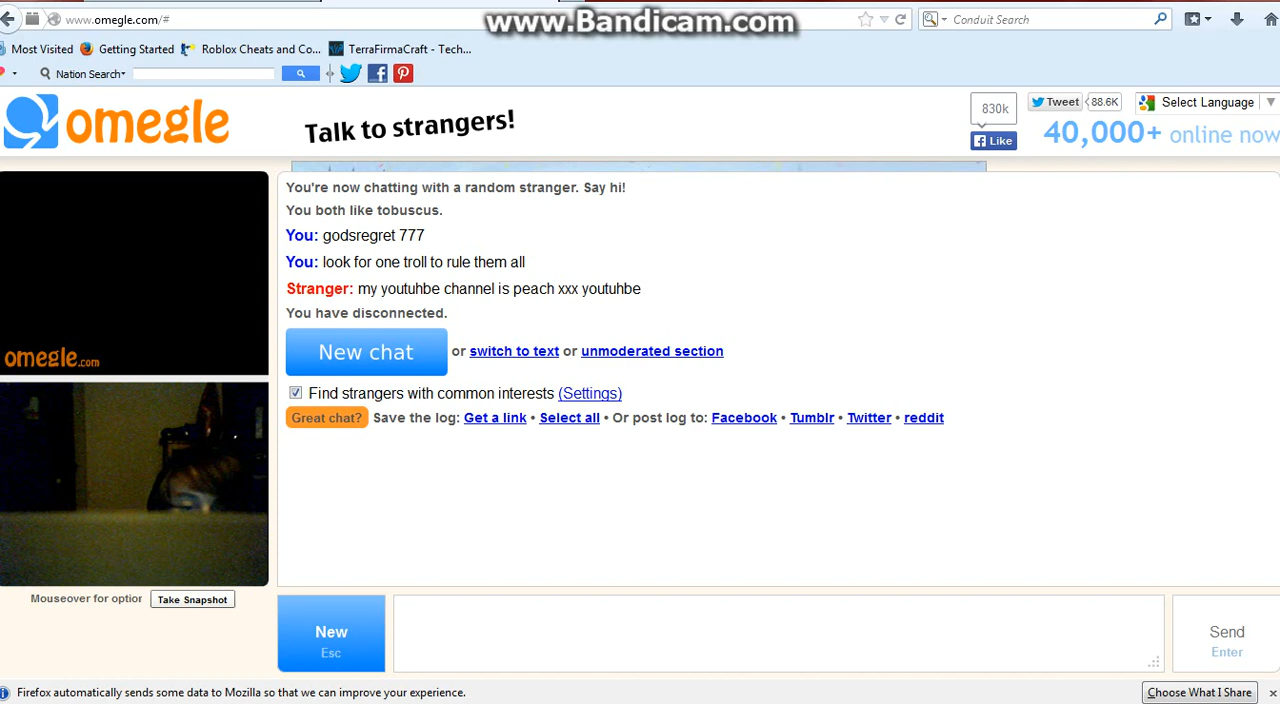 www.omegle.com/#
www.Bandicam.com
Conduit Search
Most Visited
Getting Started
Roblox Cheats and Co...
TerraFirmaCraft - Tech...
Nation Search
omegle
Talk to strangers!
830k
Like
Tweet
88.6K
Select Language
40,000+ online now
You're now chatting with a random stranger. Say hi!
You both like tobuscus.
You: godsregret 777
You: look for one troll to rule them all
Stranger: my youtuhbe channel is peach xxx youtuhbe
You have disconnected.
New chat or switch to text or unmoderated section
Find strangers with common interests (Settings)
Great chat? Save the log: Get a link • Select all • Or post log to: Facebook • Tumblr • Twitter • reddit
omegle.com
Mouseover for option
Take Snapshot
New
Esc
Send
Enter
Firefox automatically sends some data to Mozilla so that we can improve your experience.
Choose What I Share